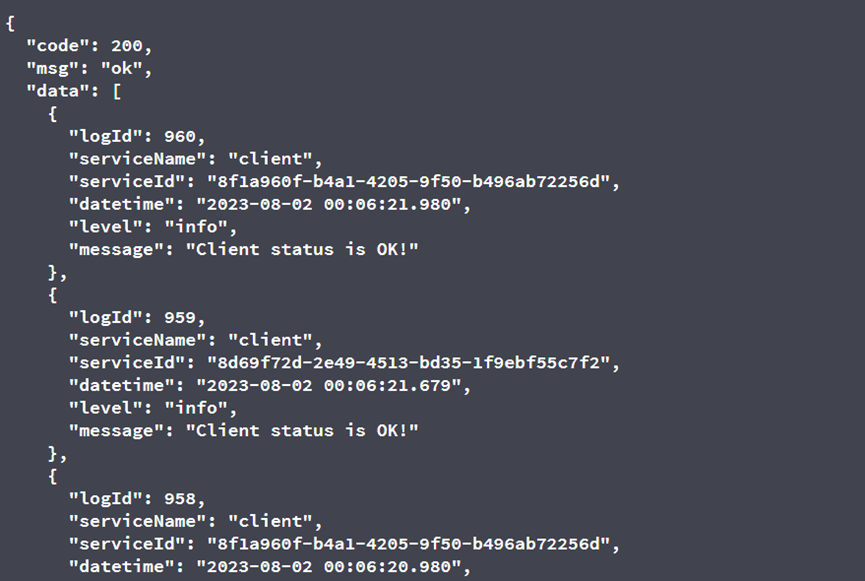 {
"code": 200,
"msg": "ok",
"data": [
{
"logId": 960,
"serviceName": "client",
"serviceId": "8f1a960f-b4a1-4205-9f50-b496ab72256d",
"datetime": "2023-08-02 00:06:21.980",
"level": "info",
"message": "Client status is OK!"
},
{
"logId": 959,
"serviceName": "client",
"serviceId": "8d69f72d-2e49-4513-bd35-1f9ebf55c7f2",
"datetime": "2023-08-02 00:06:21.679",
"level": "info",
"message": "Client status is OK!"
},
{
"logId": 958,
"serviceName": "client",
"serviceId": "8f1a960f-b4a1-4205-9f50-b496ab72256d",
"datetime": "2023-08-02 00:06:20.980",